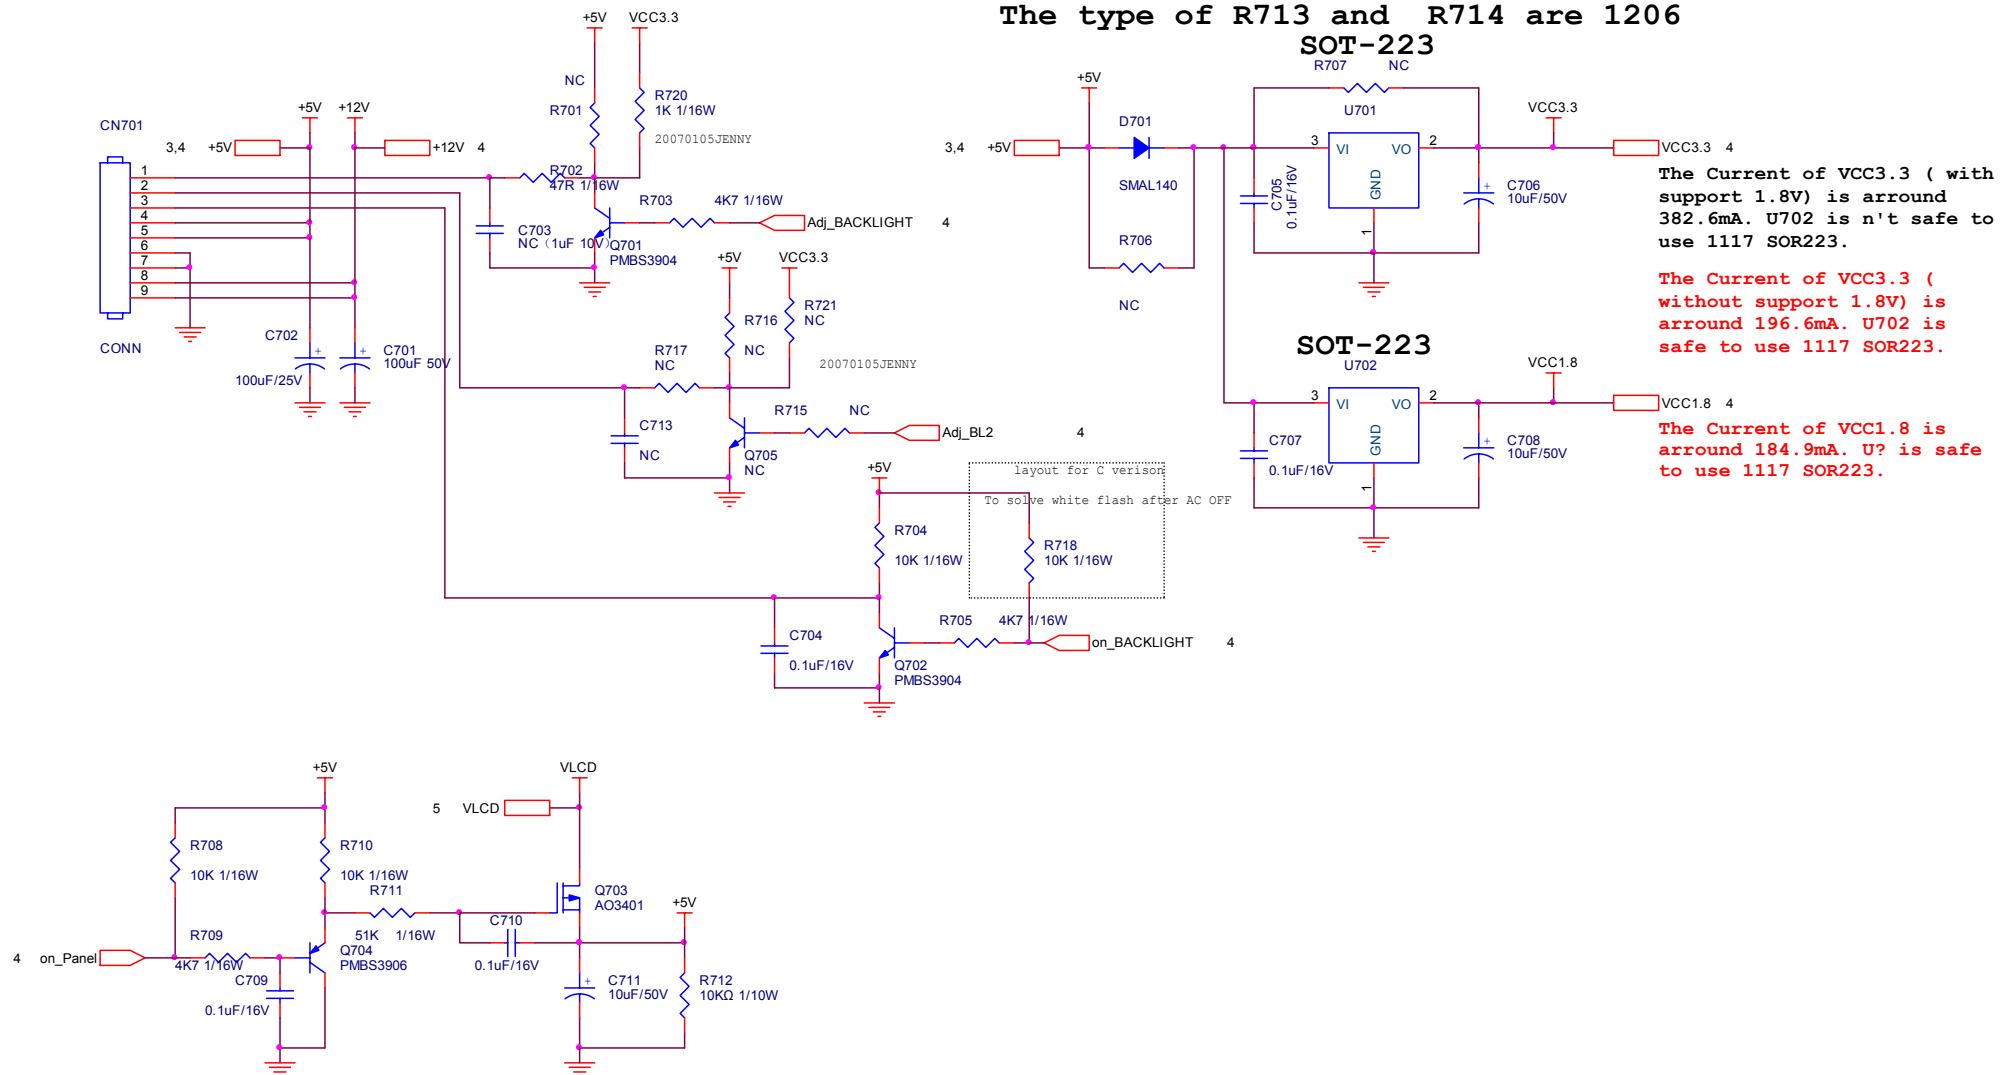 The type of R713 and R714 are 1206
SOT-223
R707 NC
U701
+5V VCC3.3
NC
R701
R720
1K 1/16W
20070105JENNY
+5V +12V
CN701
3,4 +5V
+12V 4
1
2
3
4
5
6
7
8
9
CONN
R702
47R 1/16W
R703 4K7 1/16W
Adj_BACKLIGHT 4
C703
NC (1uF 10V)
Q701
PMBS3904
C702
100uF/25V
C701
100uF 50V
+5V VCC3.3
R716
NC
R721
NC
20070105JENNY
R717
NC
R715 NC
Adj_BL2 4
C713
NC
Q705
NC
+5V
layout for C verison
To solve white flash after AC OFF
R704
10K 1/16W
R718
10K 1/16W
R705 4K7 1/16W
on_BACKLIGHT 4
C704
0.1uF/16V
Q702
PMBS3904
+5V
3,4 +5V
D701
SMAL140
R706
NC
C705
0.1uF/16V
3 VI VO 2
GND
1
VCC3.3
VCC3.3 4
C706
10uF/50V
The Current of VCC3.3 ( with
support 1.8V) is arround
382.6mA. U702 is n't safe to
use 1117 SOR223.
The Current of VCC3.3 (
without support 1.8V) is
arround 196.6mA. U702 is
safe to use 1117 SOR223.
SOT-223
U702
3 VI VO 2
GND
1
VCC1.8
VCC1.8 4
C707
0.1uF/16V
C708
10uF/50V
The Current of VCC1.8 is
arround 184.9mA. U? is safe
to use 1117 SOR223.
+5V
R708
10K 1/16W
R710
10K 1/16W
R711
51K 1/16W
R709
4K7 1/16W
4 on_Panel
Q704
PMBS3906
C709
0.1uF/16V
VLCD
5 VLCD
Q703
AO3401
+5V
C710
0.1uF/16V
C711
10uF/50V
R712
10KΩ 1/10W